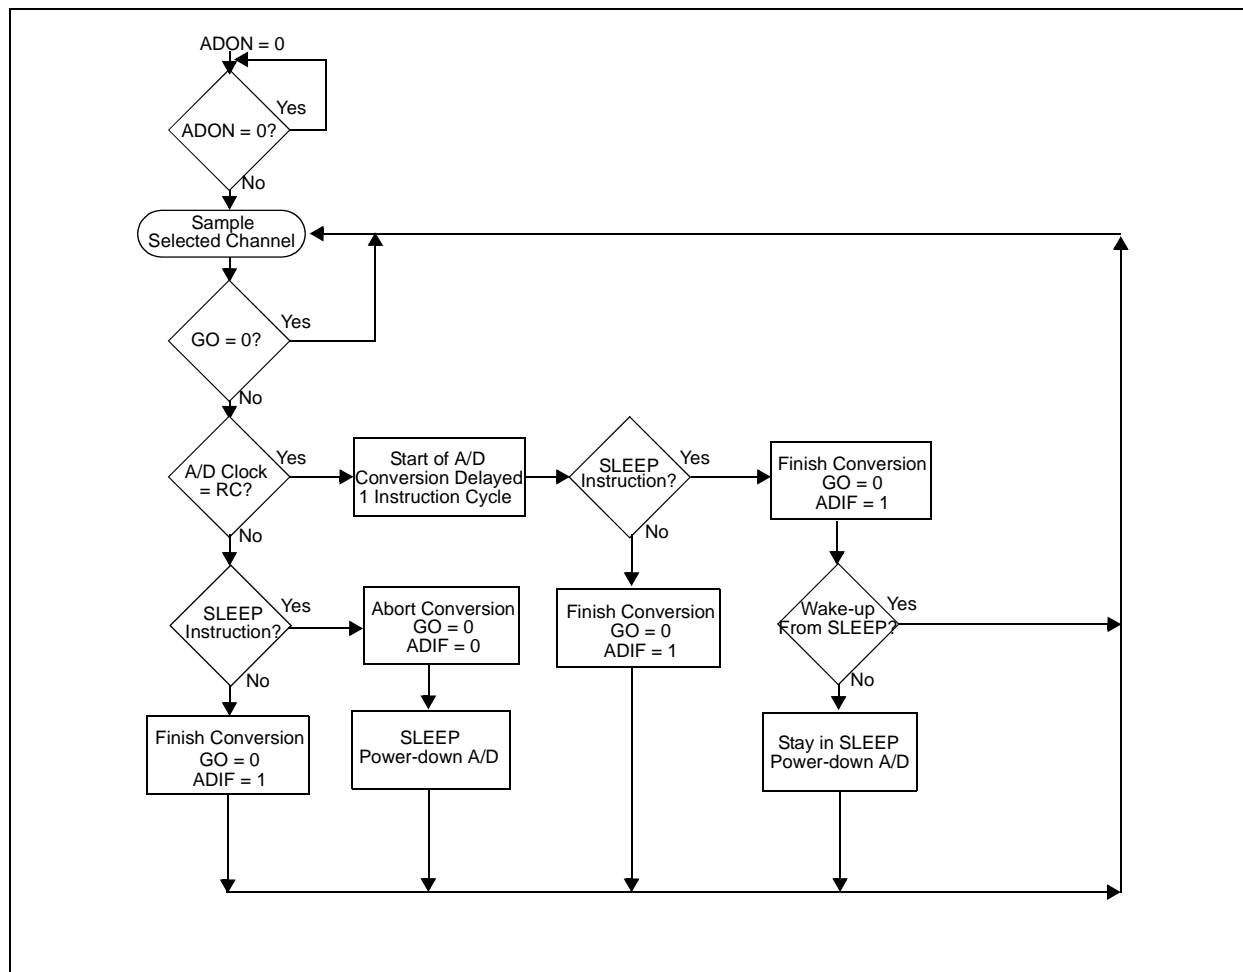 ADON = 0
Yes
ADON = 0?
No
Sample
Selected Channel
Yes
GO = 0?
No
A/D Clock
= RC?
Yes
Start of A/D
Conversion Delayed
1 Instruction Cycle
SLEEP
Instruction?
Yes
Finish Conversion
GO = 0
ADIF = 1
No
No
SLEEP
Instruction?
Yes
Abort Conversion
GO = 0
ADIF = 0
Finish Conversion
GO = 0
ADIF = 1
Wake-up
From SLEEP?
Yes
No
No
Finish Conversion
GO = 0
ADIF = 1
SLEEP
Power-down A/D
Stay in SLEEP
Power-down A/D